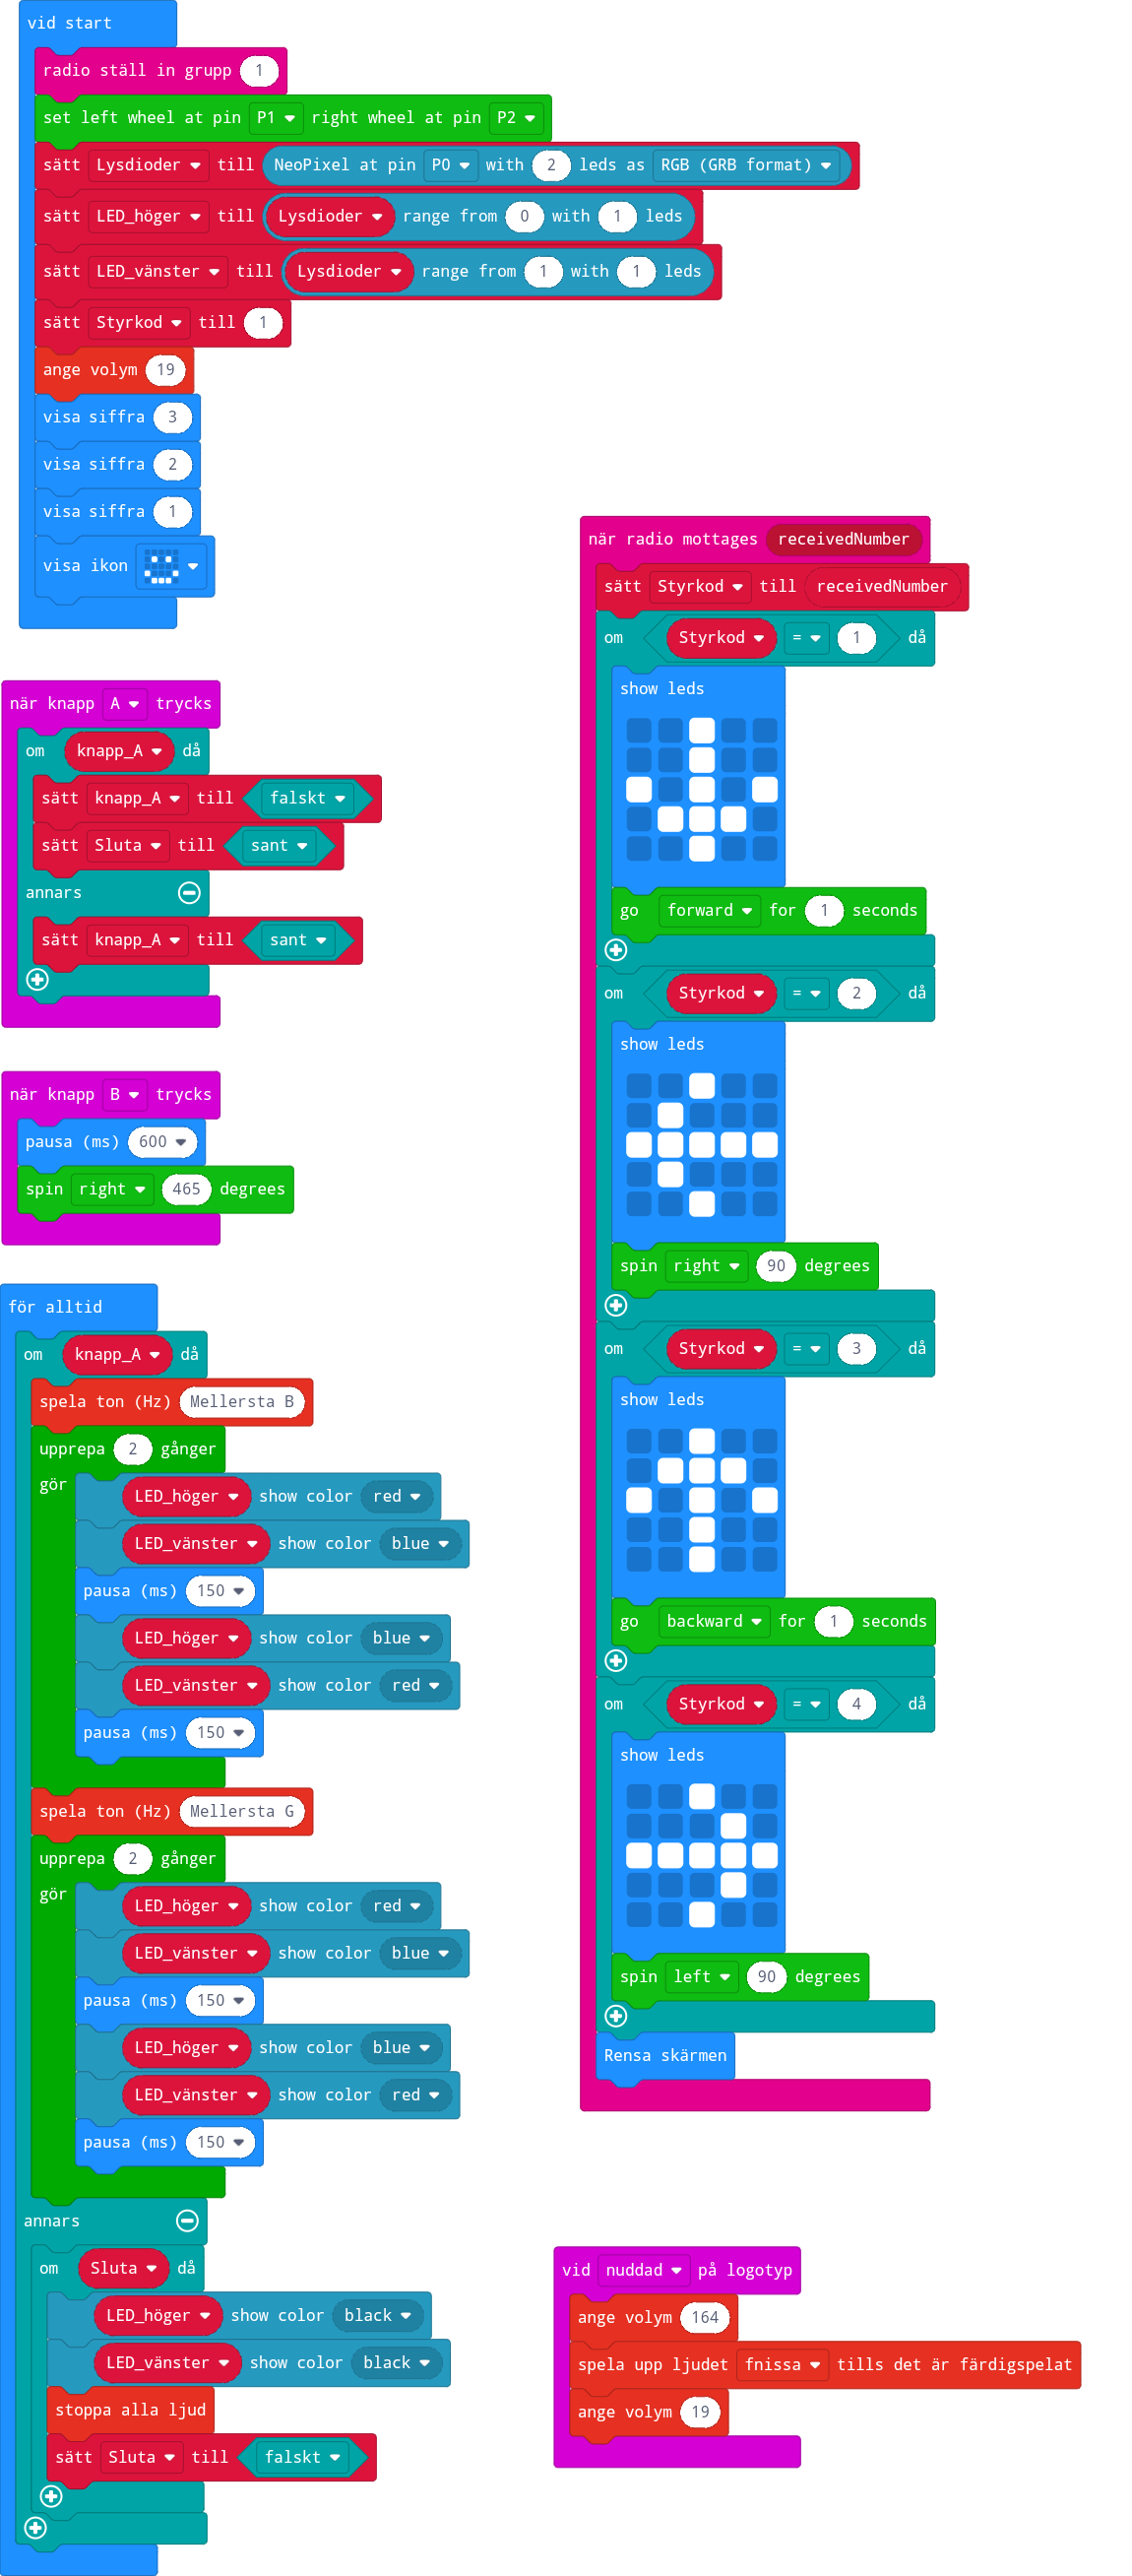 vid start
radio ställ in grupp 1
set left wheel at pin P1 right wheel at pin P2
sätt Lysdioder till NeoPixel at pin P0 with 2 leds as RGB (GRB format)
sätt LED_höger till Lysdioder range from 0 with 1 leds
sätt LED_vänster till Lysdioder range from 1 with 1 leds
sätt Styrkod till 1
ange volym 19
visa siffra 3
visa siffra 2
visa siffra 1
visa ikon
när knapp A trycks
om knapp_A då
sätt knapp_A till falskt
sätt Sluta till sant
annars
sätt knapp_A till sant
när knapp B trycks
pausa (ms) 600
spin right 465 degrees
för alltid
om knapp_A då
spela ton (Hz) Mellersta B
upprepa 2 gånger
gör LED_höger show color red
LED_vänster show color blue
pausa (ms) 150
LED_höger show color blue
LED_vänster show color red
pausa (ms) 150
spela ton (Hz) Mellersta G
upprepa 2 gånger
gör LED_höger show color red
LED_vänster show color blue
pausa (ms) 150
LED_höger show color blue
LED_vänster show color red
pausa (ms) 150
annars
om Sluta då
LED_höger show color black
LED_vänster show color black
stoppa alla ljud
sätt Sluta till falskt
när radio mottages receivedNumber
sätt Styrkod till receivedNumber
om Styrkod = 1 då
show leds
go forward for 1 seconds
om Styrkod = 2 då
show leds
spin right 90 degrees
om Styrkod = 3 då
show leds
go backward for 1 seconds
om Styrkod = 4 då
show leds
spin left 90 degrees
Rensa skärmen
vid nuddad på logotyp
ange volym 164
spela upp ljudet fnissa tills det är färdigspelat
ange volym 19